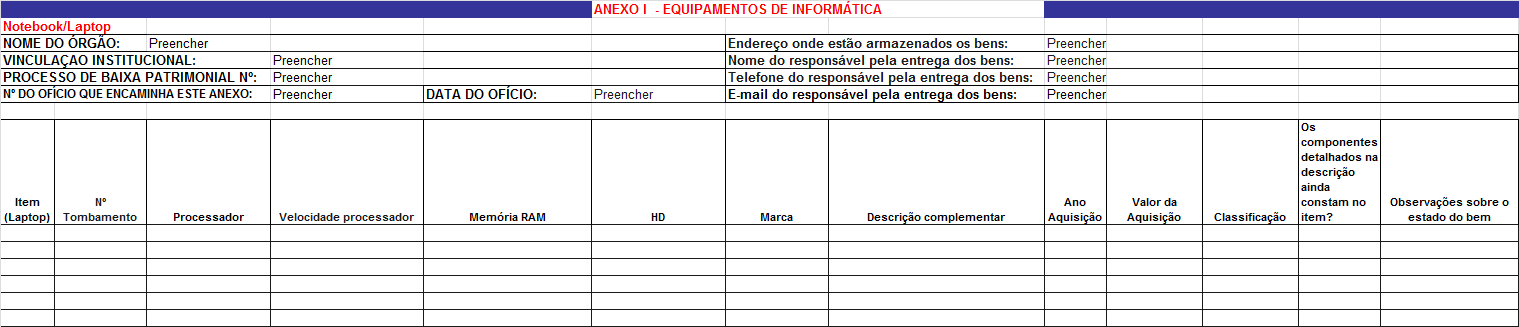 ANEXO I  - EQUIPAMENTOS DE INFORMÁTICA
Notebook/Laptop
NOME DO ÓRGÃO: Preencher Endereço onde estão armazenados os bens: Preencher
VINCULAÇAO INSTITUCIONAL: Preencher Nome do responsável pela entrega dos bens: Preencher
PROCESSO DE BAIXA PATRIMONIAL Nº: Preencher Telefone do responsável pela entrega dos bens: Preencher
Nº DO OFÍCIO QUE ENCAMINHA ESTE ANEXO: Preencher DATA DO OFÍCIO: Preencher E-mail do responsável pela entrega dos bens: Preencher
Item
(Laptop)
Nº
Tombamento
Processador
Velocidade processador
Memória RAM
HD
Marca
Descrição complementar
Ano
Aquisição
Valor da
Aquisição
Classificação
Os
componentes
detalhados na
descrição
ainda
constam no
item?
Observações sobre o
estado do bem